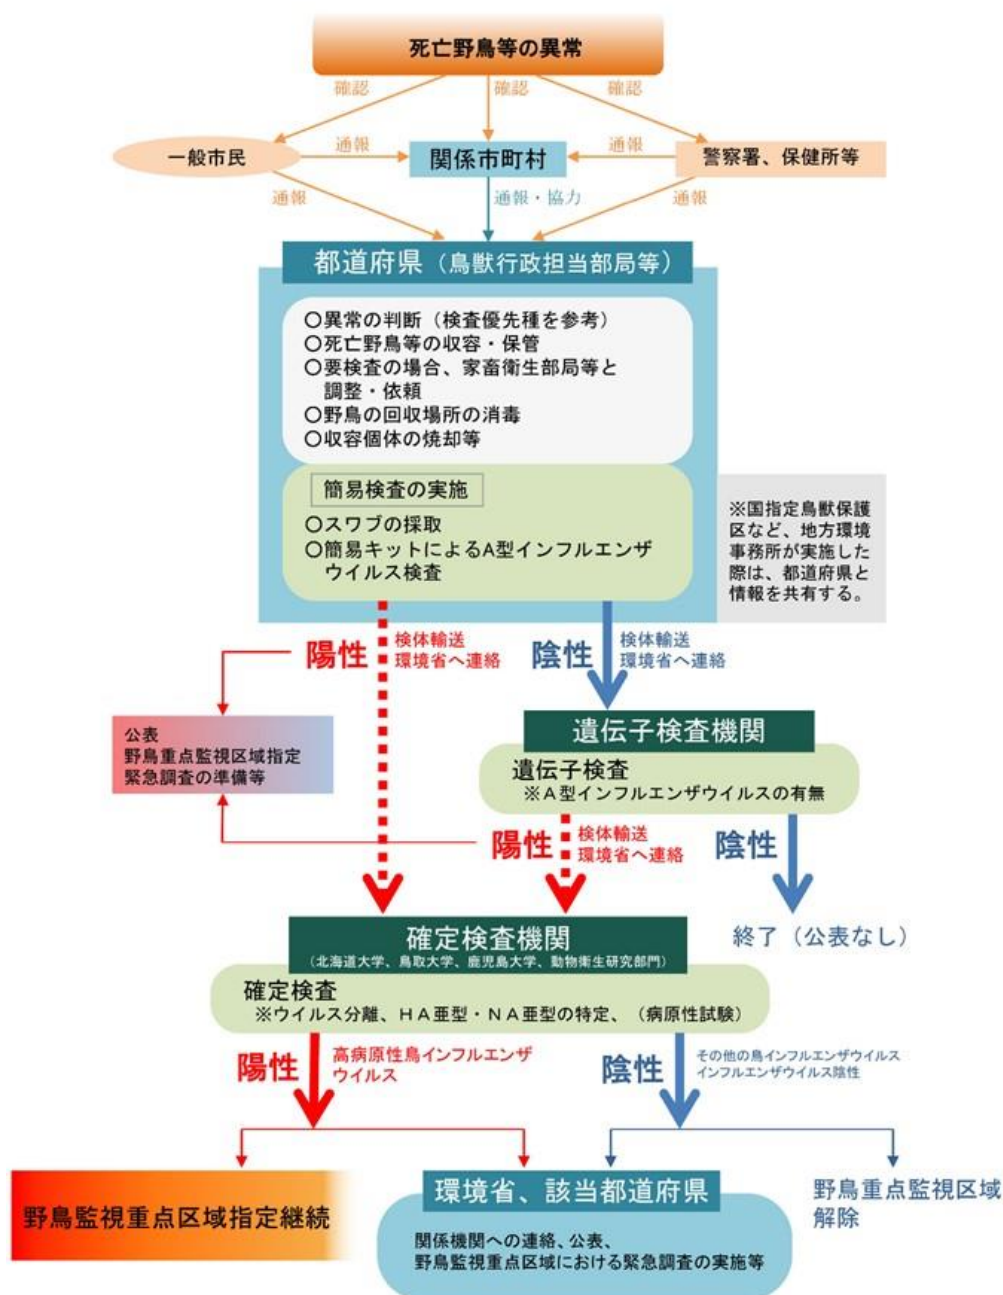 死亡野鳥等の異常
確認
確認
確認
一般市民
通報
関係市町村
通報
警察署、保健所等
通報
通報・協力
通報
都道府県（鳥獣行政担当部局等）
○異常の判断（検査優先種を参考）
○死亡野鳥等の収容・保管
○要検査の場合、家畜衛生部局等と
調整・依頼
○野鳥の回収場所の消毒
○収容個体の焼却等
簡易検査の実施
○スワブの採取
○簡易キットによるA型インフルエンザ
ウイルス検査
※国指定鳥獣保護
区など、地方環境
事務所が実施した
際は、都道府県と
情報を共有する。
陽性
検体輸送
環境省へ連絡
陰性
検体輸送
環境省へ連絡
公表
野鳥重点監視区域指定
緊急調査の準備等
遺伝子検査機関
遺伝子検査
※A型インフルエンザウイルスの有無
陽性
検体輸送
環境省へ連絡
陰性
終了（公表なし）
確定検査機関
（北海道大学、鳥取大学、鹿児島大学、動物衛生研究部門）
確定検査
※ウイルス分離、HA亜型・NA亜型の特定、（病原性試験）
陽性
高病原性鳥インフルエンザ
ウイルス
陰性
その他の鳥インフルエンザウイルス
インフルエンザウイルス陰性
野鳥監視重点区域指定継続
環境省、該当都道府県
関係機関への連絡、公表、
野鳥監視重点区域における緊急調査の実施等
野鳥重点監視区域
解除